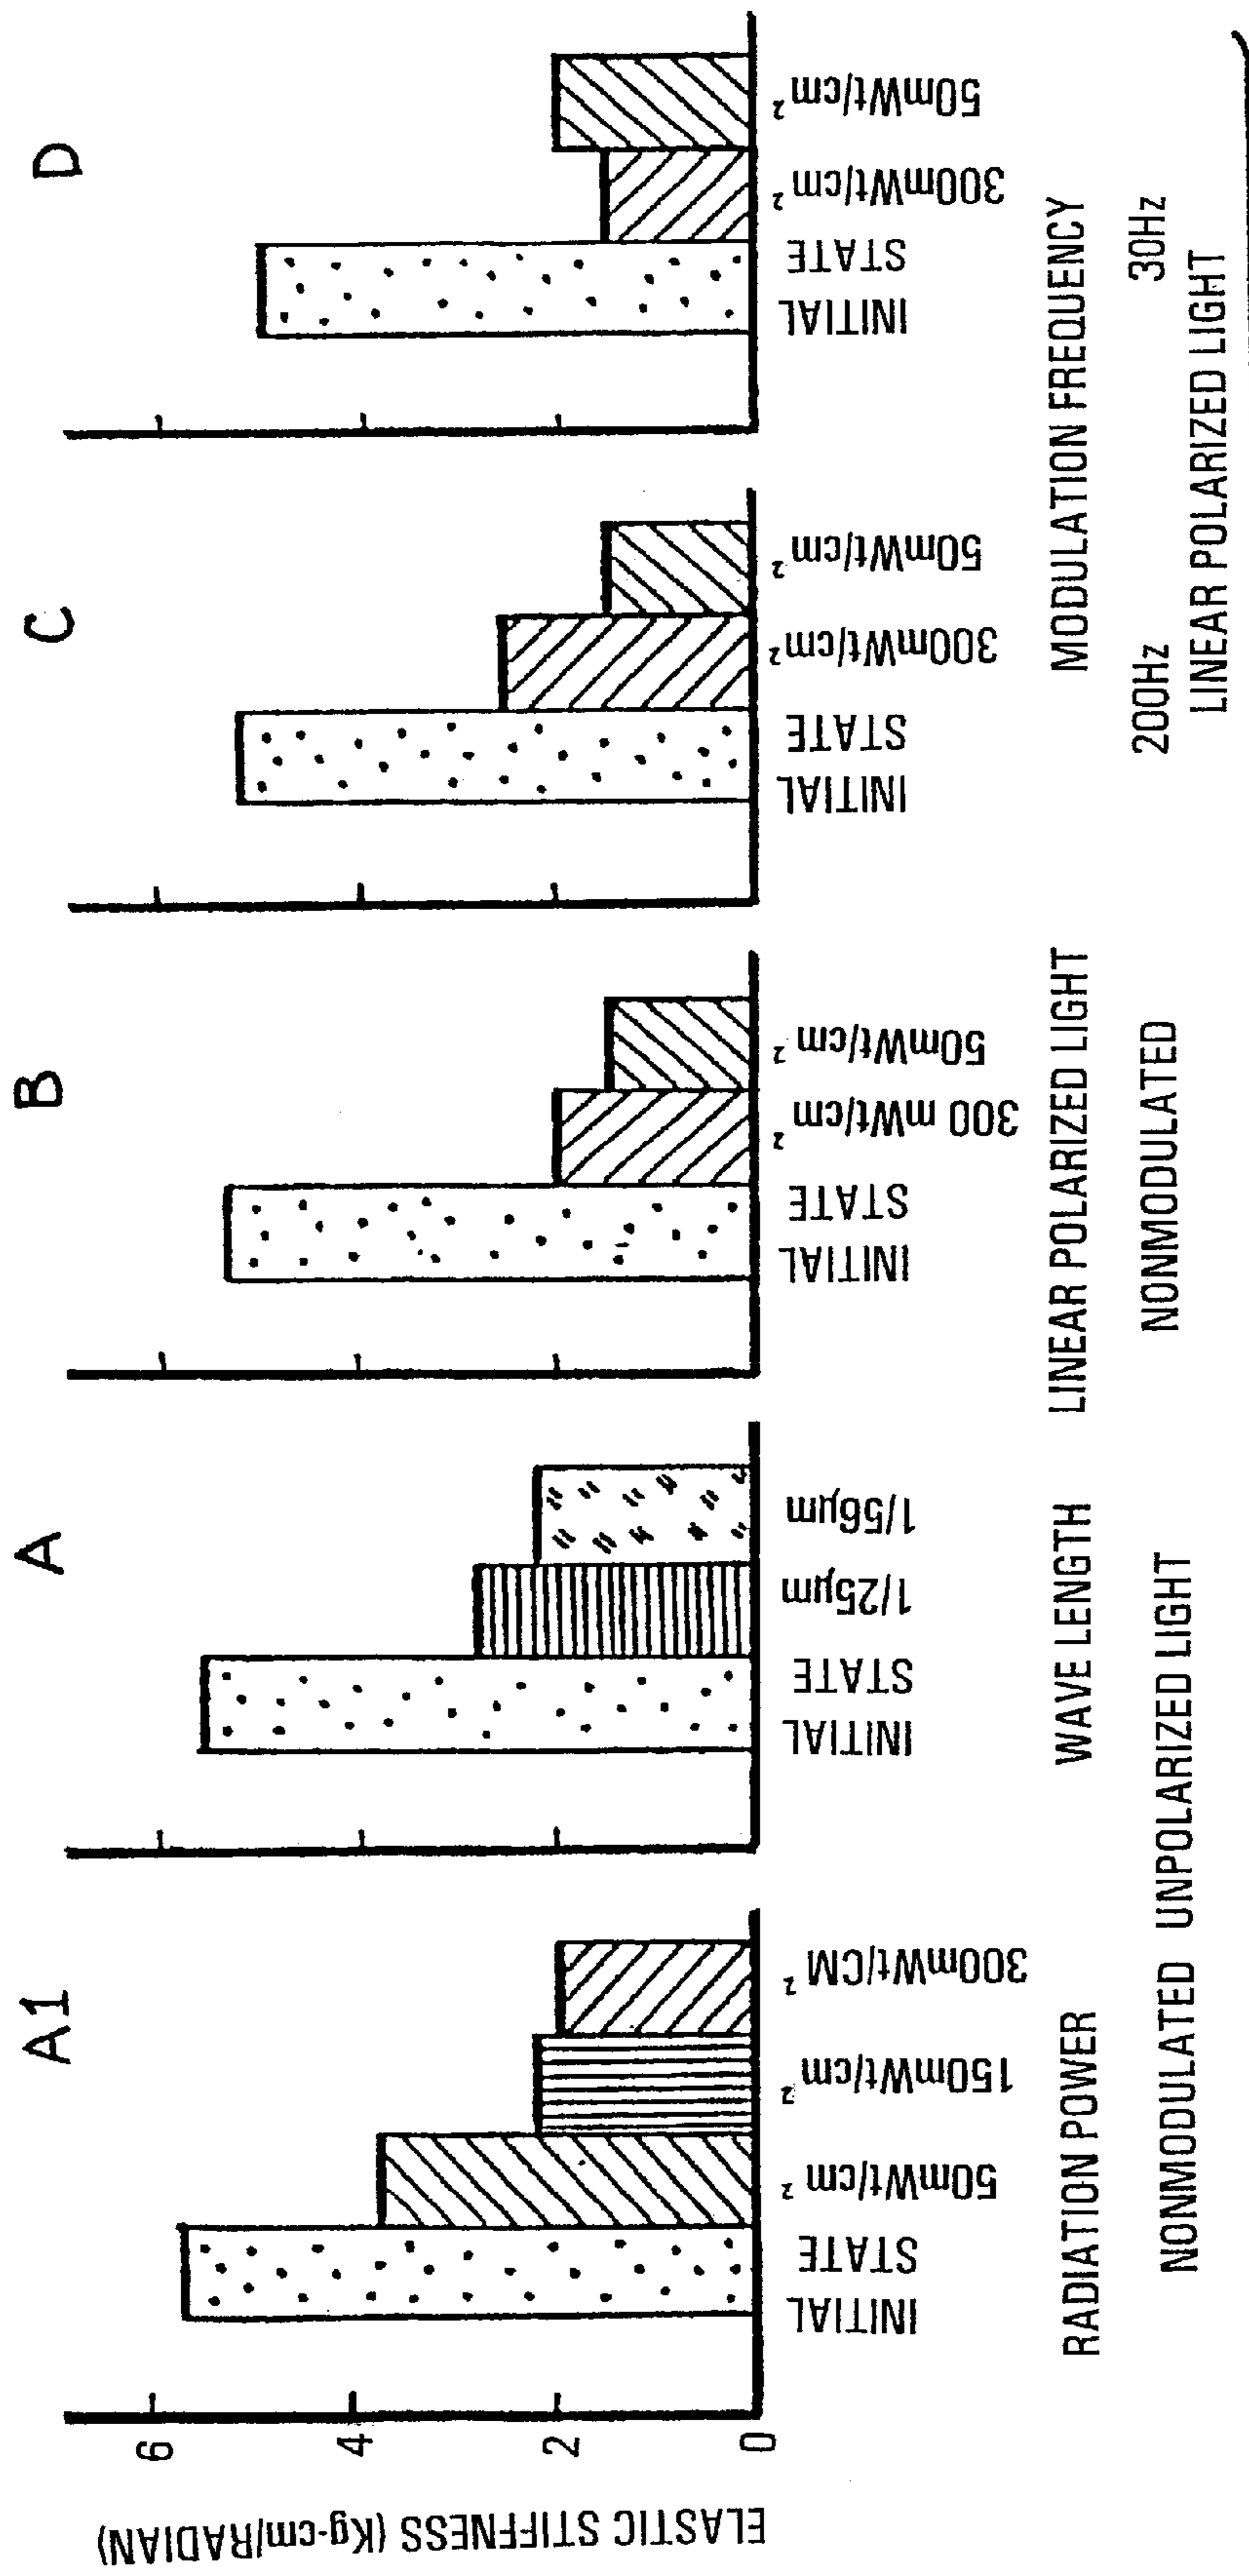 ELASTIC STIFFNESS (Kg-cm/RADIAN)
6
4
2
0
A1
INITIAL
STATE
50mWt/cm²
150mWt/cm²
300mWt/CM²
RADIATION POWER
A
INITIAL
STATE
1/25µm
1/56µm
WAVE LENGTH
NONMODULATED UNPOLARIZED LIGHT
B
INITIAL
STATE
300 mWt/cm²
50mWt/cm²
LINEAR POLARIZED LIGHT
NONMODULATED
C
INITIAL
STATE
300mWt/cm²
50mWt/cm²
D
INITIAL
STATE
300mWt/cm²
50mWt/cm²
MODULATION FREQUENCY
200Hz 30Hz
LINEAR POLARIZED LIGHT